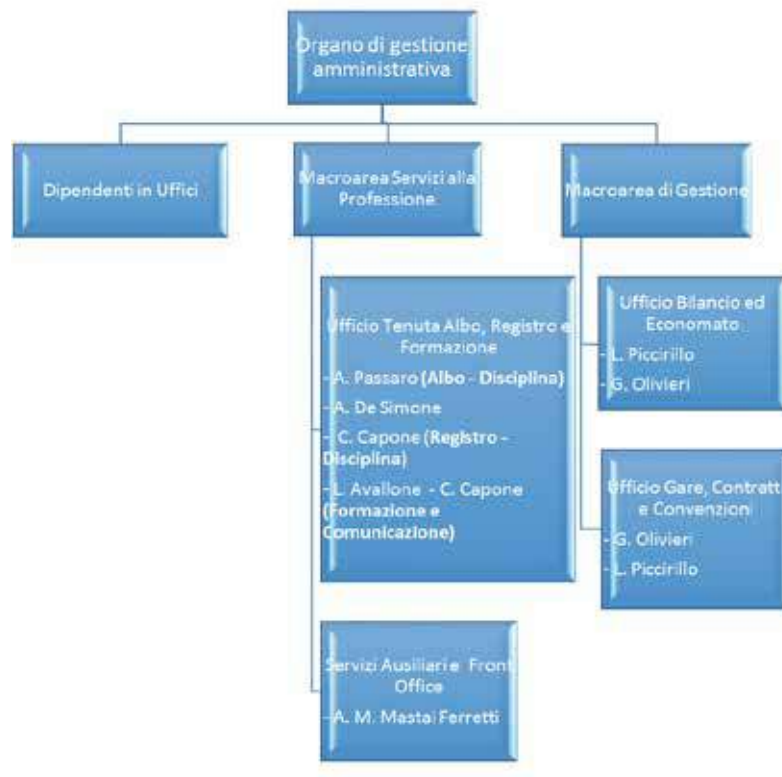 Organo di gestione
amministrativa
Dipendenti in Uffici
Macroarea Servizi alla
Professione
Macroarea di Gestione
Ufficio Tenuta Albo, Registro e
Formazione
- A. Passaro (Albo - Disciplina)
- A. De Simone
- C. Capone (Registro -
Disciplina)
- L. Avallone - C. Capone
(Formazione e
Comunicazione)
Servizi Ausiliari e Front
Office
- A. M. Mastai Ferretti
Ufficio Bilancio ed
Economato
- L. Piccirillo
- G. Olivieri
Ufficio Gare, Contratti
e Convenzioni
- G. Olivieri
- L. Piccirillo